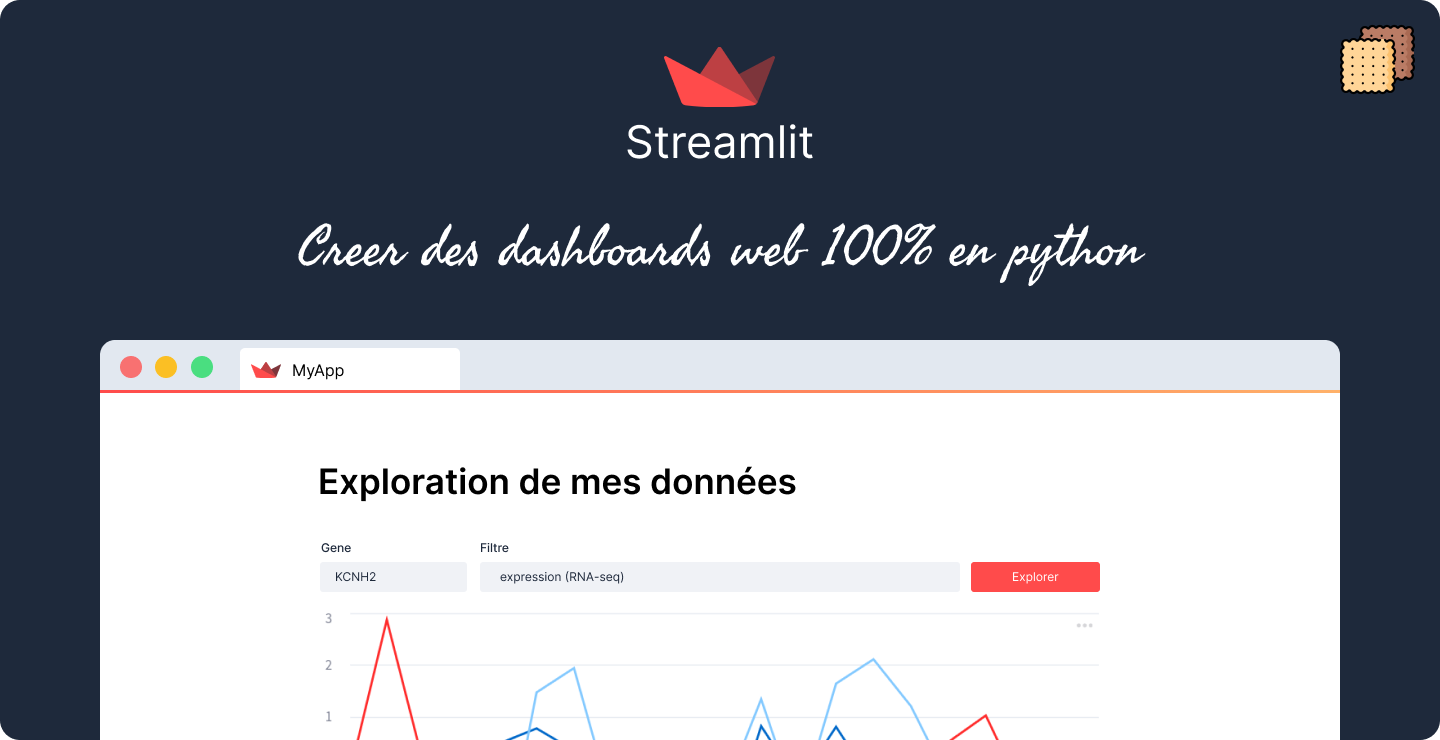 Streamlit
Creer des dashboards web 100% en python
MyApp
Exploration de mes données
Gene
Filtre
KCNH2
expression (RNA-seq)
Explorer
3
2
1